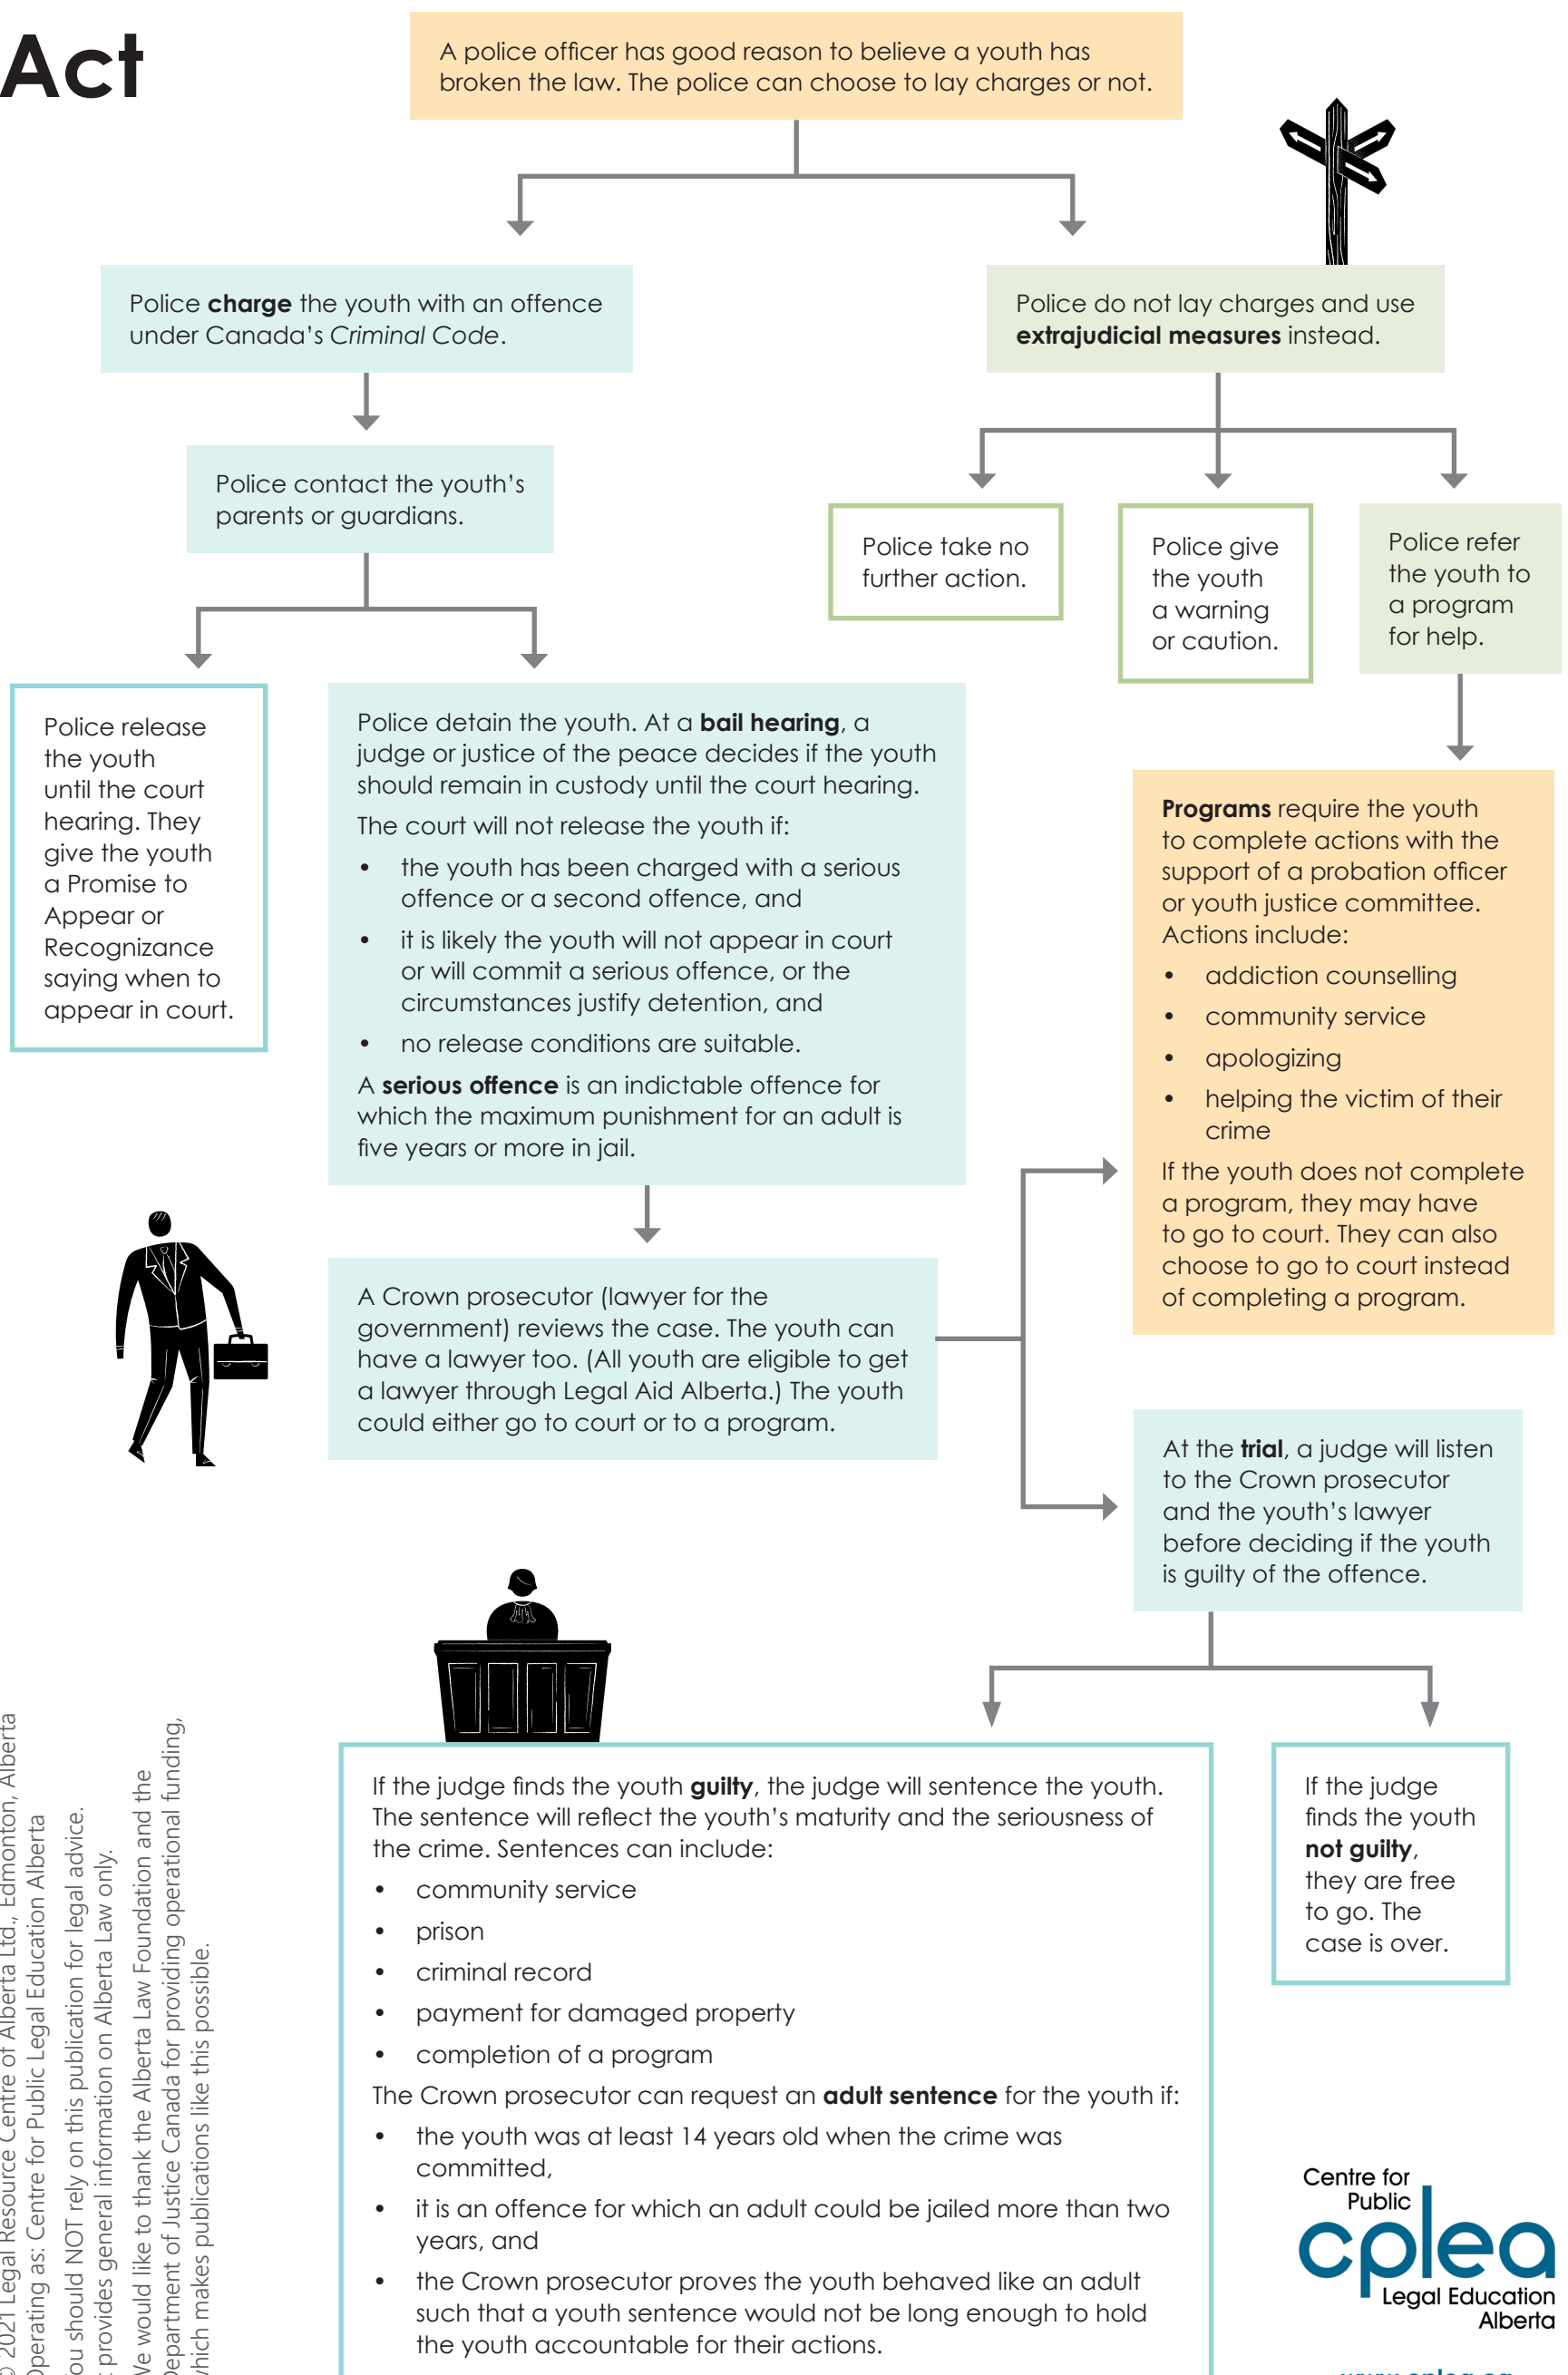 Act
A police officer has good reason to believe a youth has
broken the law. The police can choose to lay charges or not.
Police charge the youth with an offence
under Canada's Criminal Code.
Police do not lay charges and use
extrajudicial measures instead.
Police contact the youth's
parents or guardians.
Police take no
further action.
Police give
the youth
a warning
or caution.
Police refer
the youth to
a program
for help.
Police release
the youth
until the court
hearing. They
give the youth
a Promise to
Appear or
Recognizance
saying when to
appear in court.
Police detain the youth. At a bail hearing, a
judge or justice of the peace decides if the youth
should remain in custody until the court hearing.
The court will not release the youth if:
• the youth has been charged with a serious
offence or a second offence, and
• it is likely the youth will not appear in court
or will commit a serious offence, or the
circumstances justify detention, and
• no release conditions are suitable.
A serious offence is an indictable offence for
which the maximum punishment for an adult is
five years or more in jail.
Programs require the youth
to complete actions with the
support of a probation officer
or youth justice committee.
Actions include:
• addiction counselling
• community service
• apologizing
• helping the victim of their
crime
If the youth does not complete
a program, they may have
to go to court. They can also
choose to go to court instead
of completing a program.
A Crown prosecutor (lawyer for the
government) reviews the case. The youth can
have a lawyer too. (All youth are eligible to get
a lawyer through Legal Aid Alberta.) The youth
could either go to court or to a program.
At the trial, a judge will listen
to the Crown prosecutor
and the youth's lawyer
before deciding if the youth
is guilty of the offence.
If the judge finds the youth guilty, the judge will sentence the youth.
The sentence will reflect the youth's maturity and the seriousness of
the crime. Sentences can include:
• community service
• prison
• criminal record
• payment for damaged property
• completion of a program
The Crown prosecutor can request an adult sentence for the youth if:
• the youth was at least 14 years old when the crime was
committed,
• it is an offence for which an adult could be jailed more than two
years, and
• the Crown prosecutor proves the youth behaved like an adult
such that a youth sentence would not be long enough to hold
the youth accountable for their actions.
If the judge
finds the youth
not guilty,
they are free
to go. The
case is over.
© 2021 Legal Resource Centre of Alberta Ltd., Edmonton, Alberta
Operating as: Centre for Public Legal Education Alberta
ou should NOT rely on this publication for legal advice.
provides general information on Alberta Law only.
We would like to thank the Alberta Law Foundation and the
Department of Justice Canada for providing operational funding,
which makes publications like this possible.
Centre for
Public
cplea
Legal Education
Alberta